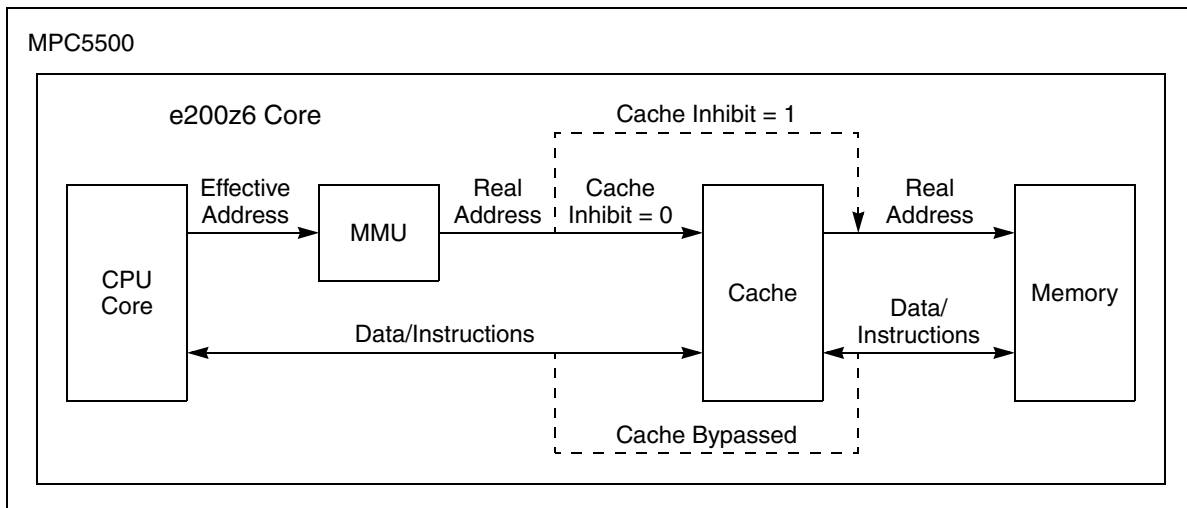 MPC5500
e200z6 Core
Cache Inhibit = 1
Effective
Address
Real
Address
Cache
Inhibit = 0
Real
Address
MMU
CPU
Core
Cache
Memory
Data/Instructions
Data/
Instructions
Cache Bypassed